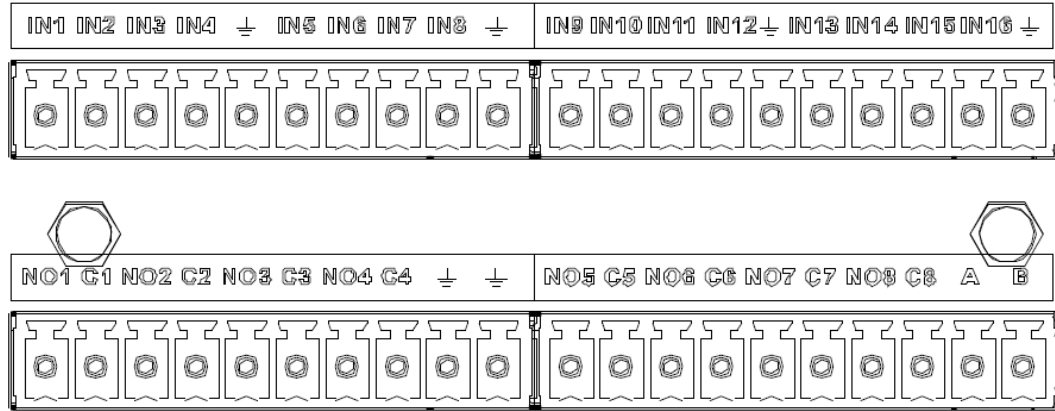 IN1 IN2 IN3 IN4 ⏚ IN5 IN6 IN7 IN8 ⏚ IN9 IN10 IN11 IN12 ⏚ IN13 IN14 IN15 IN16 ⏚
NO1 C1 NO2 C2 NO3 C3 NO4 C4 ⏚ ⏚ NO5 C5 NO6 C6 NO7 C7 NO8 C8 A B